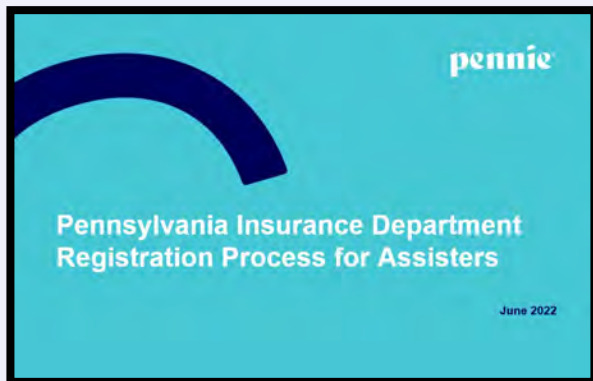 pennie
Pennsylvania Insurance Department
Registration Process for Assisters
June 2022